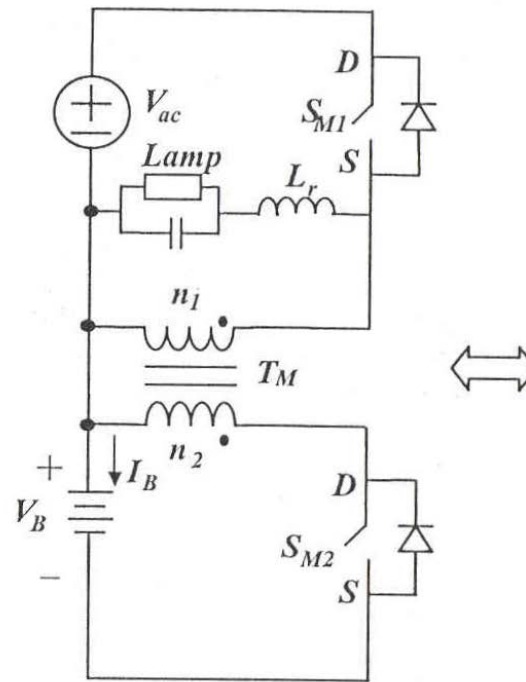 D
+
V_ac
S_M1
Lamp
S
L_r
n_1
T_M
n_2
+
I_B
D
V_B
S_M2
−
S